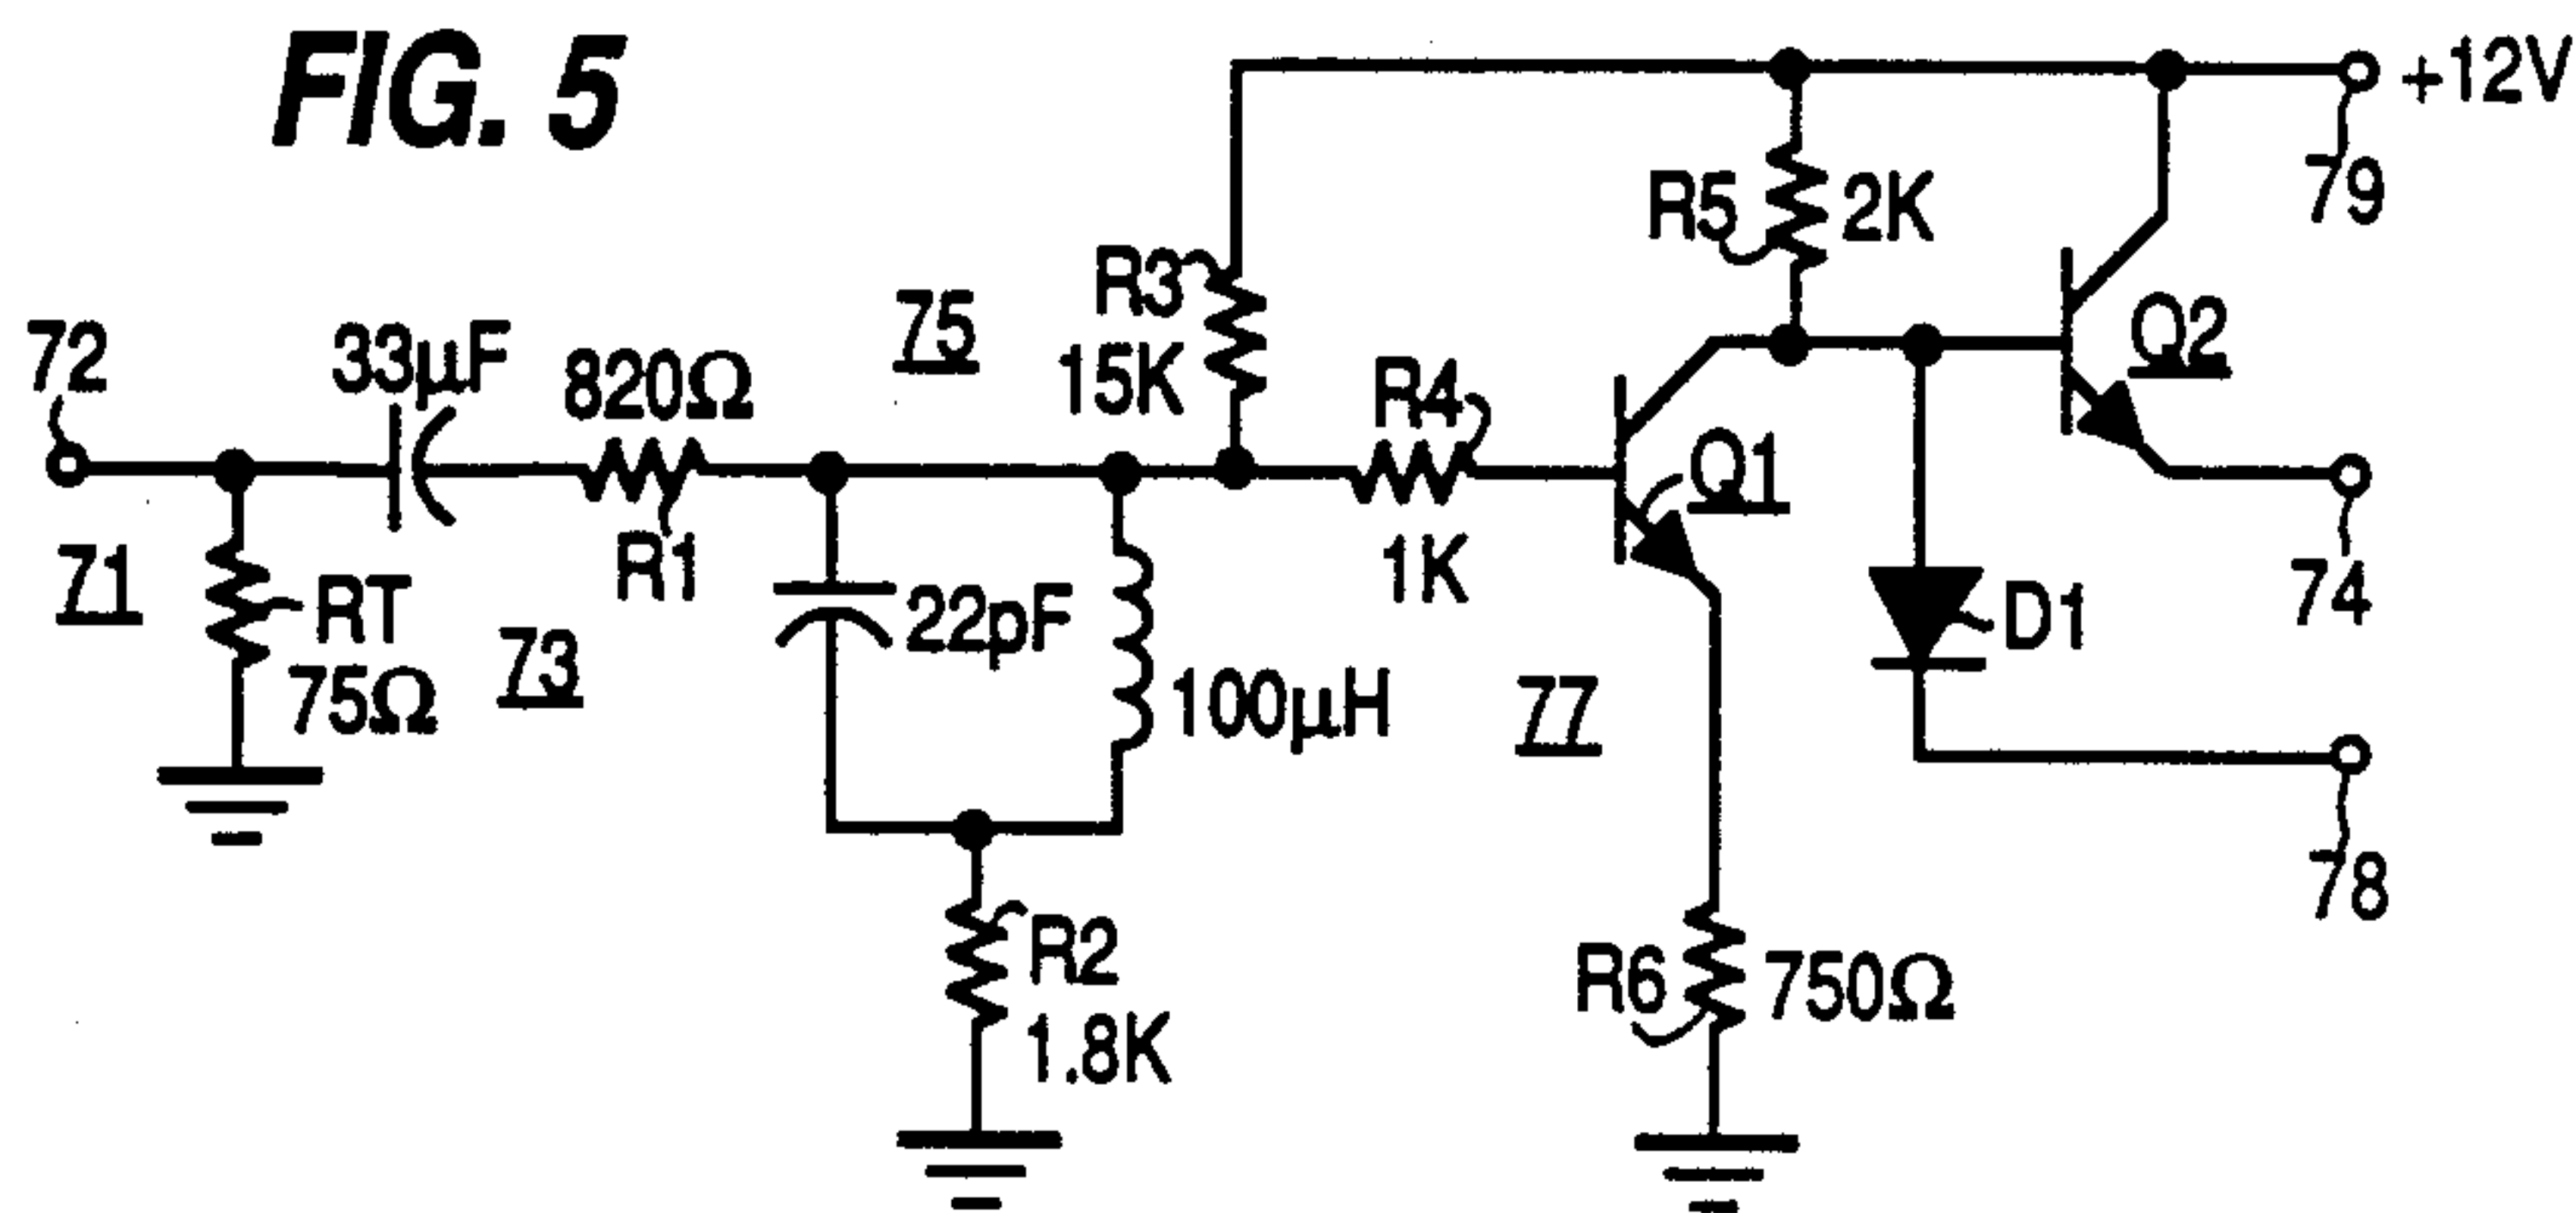 FIG. 5
+12V
79
R5
2K
R3
15K
Q2
75
72
33μF
820Ω
R4
Q1
1K
R1
71
RT
75Ω
73
22pF
100μH
77
D1
74
78
R2
1.8K
R6
750Ω